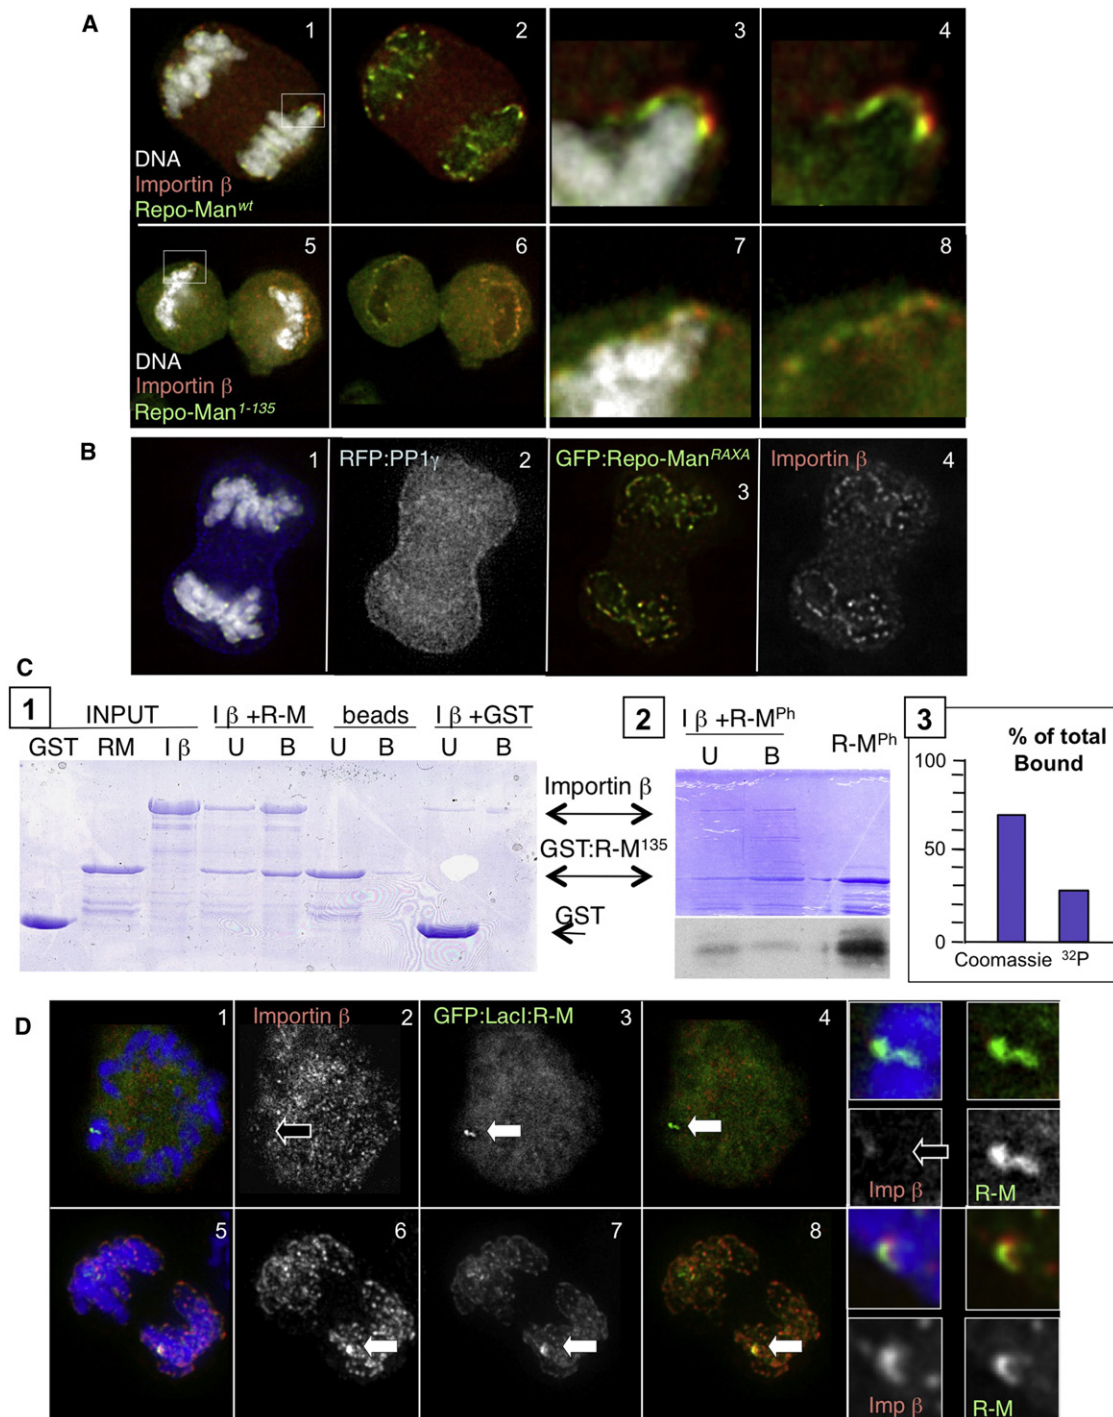 A
1
2
3
4
DNA
Importin β
Repo-Man^wt
5
6
7
8
DNA
Importin β
Repo-Man^1-135
B
1
RFP:PP1γ
2
GFP:Repo-Man^RAXA
3
Importin β
4
C
1
INPUT
I β +R-M
beads
I β +GST
GST RM I β U B U B U B
Importin β
GST:R-M^135
GST
2
I β +R-M^Ph
U B
R-M^Ph
3
% of total
Bound
100
50
0
Coomassie ^32P
D
1
Importin β
2
GFP:LacI:R-M
3
4
Imp β
R-M
5
6
7
8
Imp β
R-M